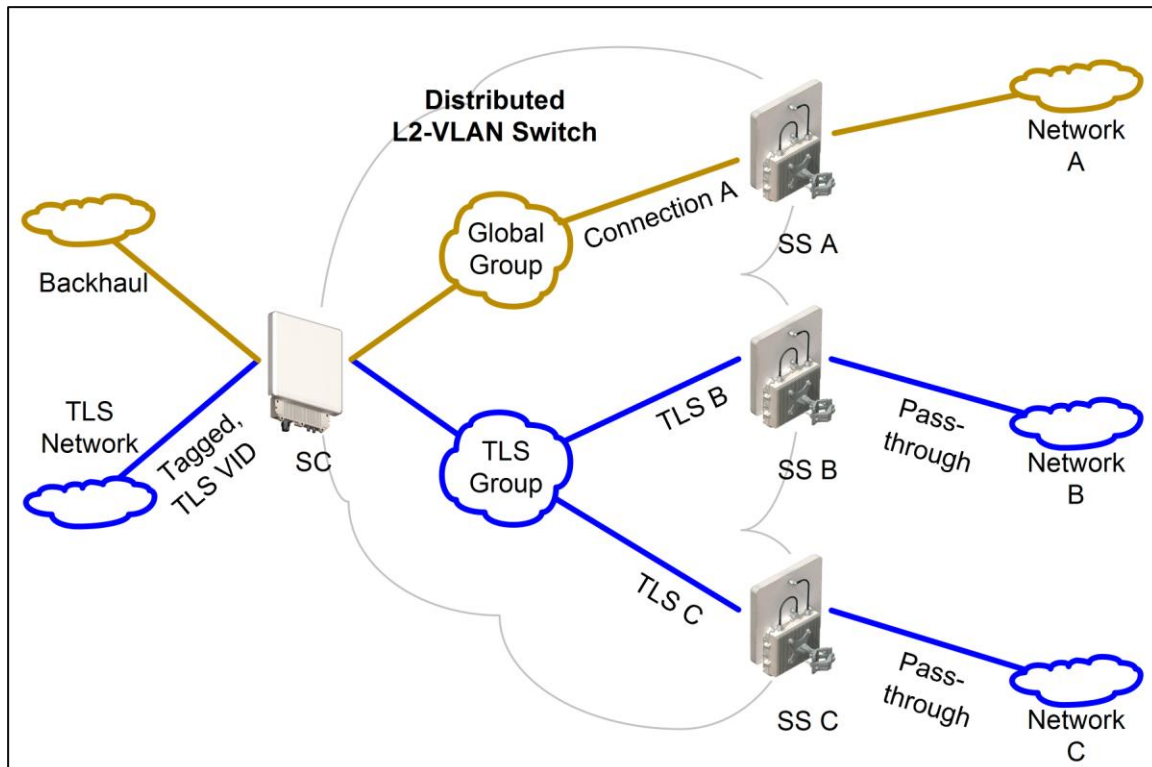 Distributed
L2-VLAN Switch
Network
A
Connection A
Global
Group
SS A
Backhaul
TLS
Network
Tagged,
TLS VID
SC
TLS
Group
TLS B
SS B
Pass-
through
Network
B
TLS C
SS C
Pass-
through
Network
C